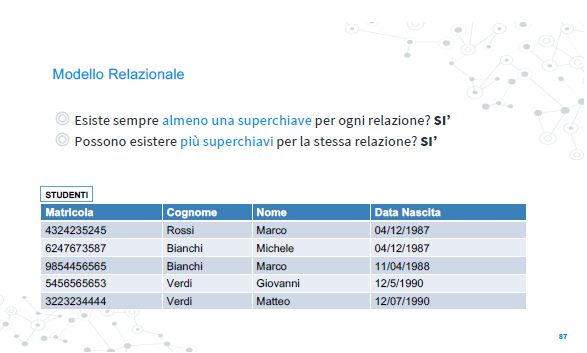 Modello Relazionale
Esiste sempre almeno una superchiave per ogni relazione? SI’
Possono esistere più superchiavi per la stessa relazione? SI’
STUDENTI
Matricola Cognome Nome Data Nascita
4324235245 Rossi Marco 04/12/1987
6247673587 Bianchi Michele 04/12/1987
9854456565 Bianchi Marco 11/04/1988
5456565653 Verdi Giovanni 12/5/1990
3223234444 Verdi Matteo 12/07/1990
87